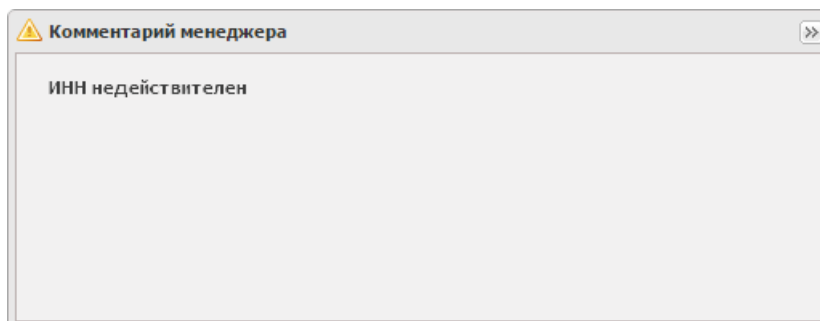 Комментарий менеджера
ИНН недействителен